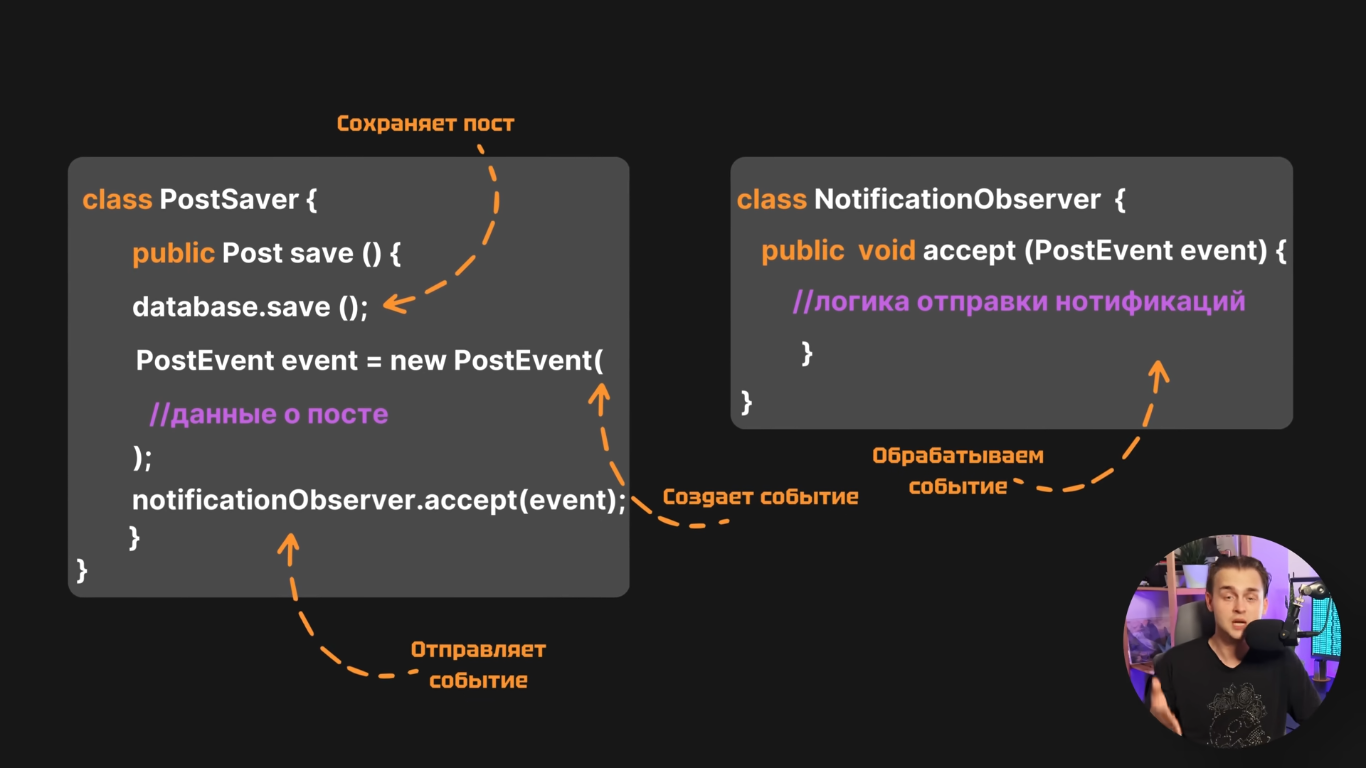 Сохраняет пост
class PostSaver {
public Post save () {
database.save ();
PostEvent event = new PostEvent(
//данные о посте
);
notificationObserver.accept(event);
}
}
Создает событие
Отправляет
событие
class NotificationObserver {
public void accept (PostEvent event) {
//логика отправки нотификаций
}
}
Обрабатываем
событие